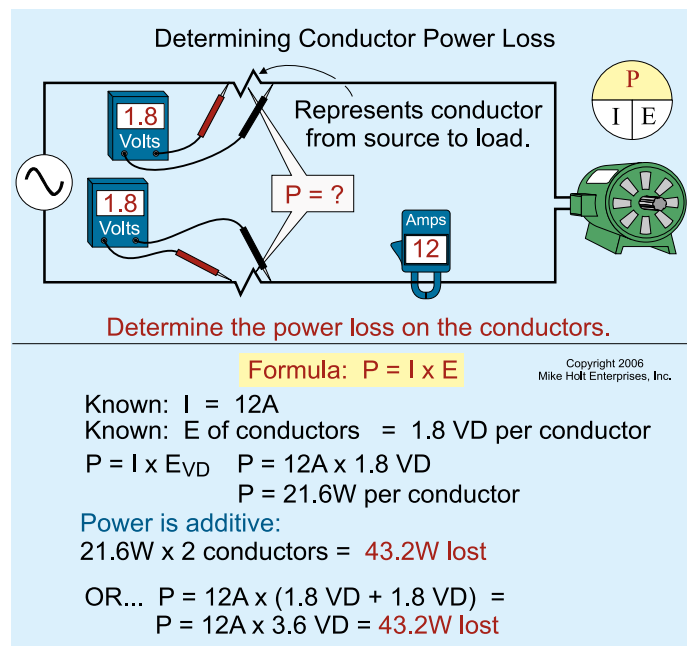 Determining Conductor Power Loss
1.8
Volts
Represents conductor
from source to load.
P
I E
P = ?
1.8
Volts
Amps
12
Determine the power loss on the conductors.
Formula: P = I x E
Copyright 2006
Mike Holt Enterprises, Inc.
Known: I = 12A
Known: E of conductors = 1.8 VD per conductor
P = I x EVD P = 12A x 1.8 VD
P = 21.6W per conductor
Power is additive:
21.6W x 2 conductors = 43.2W lost
OR... P = 12A x (1.8 VD + 1.8 VD) =
P = 12A x 3.6 VD = 43.2W lost